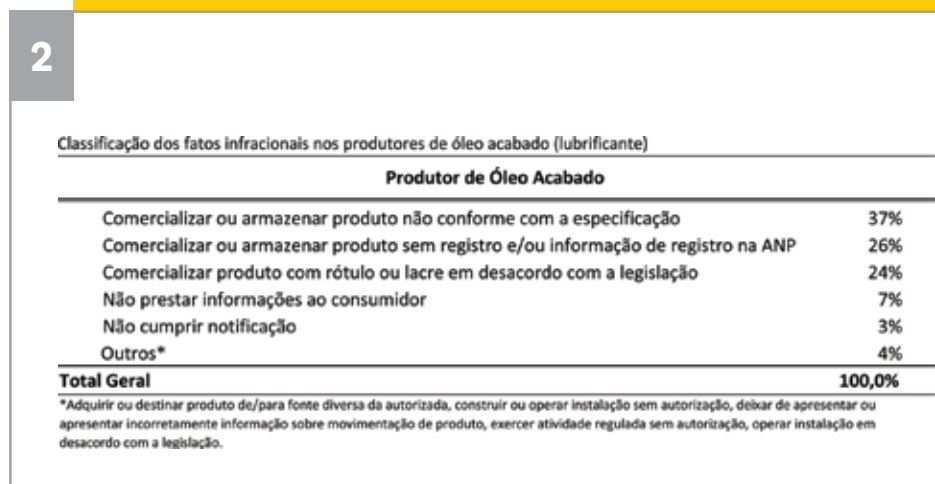 2
Classificação dos fatos infracionais nos produtores de óleo acabado (lubrificante)
Produtor de Óleo Acabado
Comercializar ou armazenar produto não conforme com a especificação 37%
Comercializar ou armazenar produto sem registro e/ou informação de registro na ANP 26%
Comercializar produto com rótulo ou lacre em desacordo com a legislação 24%
Não prestar informações ao consumidor 7%
Não cumprir notificação 3%
Outros* 4%
Total Geral 100,0%
*Adquirir ou destinar produto de/para fonte diversa da autorizada, construir ou operar instalação sem autorização, deixar de apresentar ou
apresentar incorretamente informação sobre movimentação de produto, exercer atividade regulada sem autorização, operar instalação em
desacordo com a legislação.